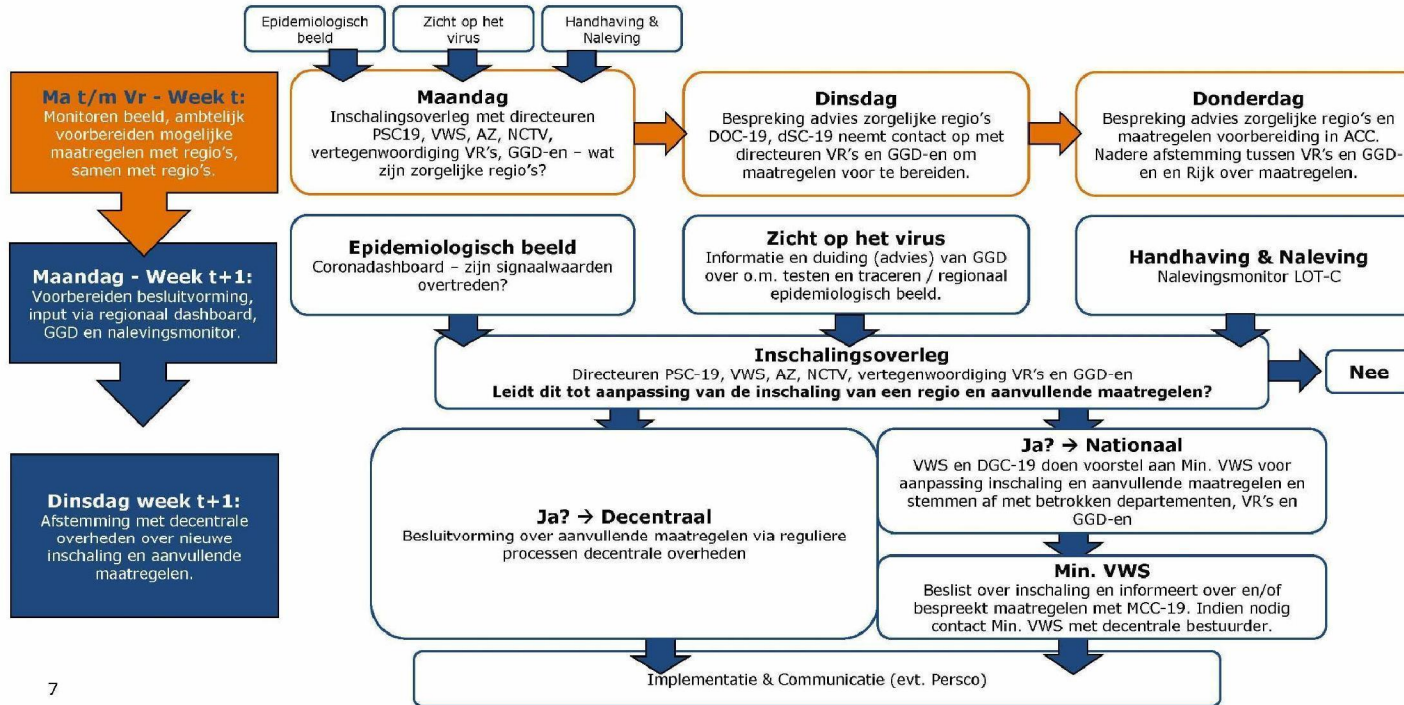 Epidemiologisch
beeld
Zicht op het
virus
Handhaving &
Naleving
Ma t/m Vr - Week t:
Monitoren beeld, ambtelijk
voorbereiden mogelijke
maatregelen met regio's,
samen met regio's.
Maandag
Inschalingsoverleg met directeuren
PSC19, VWS, AZ, NCTV,
vertegenwoordiging VR's, GGD-en – wat
zijn zorgelijke regio's?
Dinsdag
Bespreking advies zorgelijke regio's
DOC-19, dSC-19 neemt contact op met
directeuren VR's en GGD-en om
maatregelen voor te bereiden.
Donderdag
Bespreking advies zorgelijke regio's en
maatregelen voorbereiding in ACC.
Nadere afstemming tussen VR's en GGD-
en en Rijk over maatregelen.
Maandag - Week t+1:
Voorbereiden besluitvorming,
input via regionaal dashboard,
GGD en nalevingsmonitor.
Epidemiologisch beeld
Coronadashboard – zijn signaalwaarden
overtreden?
Zicht op het virus
Informatie en duiding (advies) van GGD
over o.m. testen en traceren / regionaal
epidemiologisch beeld.
Handhaving & Naleving
Nalevingsmonitor LOT-C
Inschalingsoverleg
Directeuren PSC-19, VWS, AZ, NCTV, vertegenwoordiging VR's en GGD-en
Leidt dit tot aanpassing van de inschaling van een regio en aanvullende maatregelen?
Nee
Dinsdag week t+1:
Afstemming met decentrale
overheden over nieuwe
inschaling en aanvullende
maatregelen.
Ja? → Decentraal
Besluitvorming over aanvullende maatregelen via reguliere
processen decentrale overheden
Ja? → Nationaal
VWS en DGC-19 doen voorstel aan Min. VWS voor
aanpassing inschaling en aanvullende maatregelen en
stemmen af met betrokken departementen, VR's en
GGD-en
Min. VWS
Beslist over inschaling en informeert over en/of
bespreekt maatregelen met MCC-19. Indien nodig
contact Min. VWS met decentrale bestuurder.
Implementatie & Communicatie (evt. Persco)
7